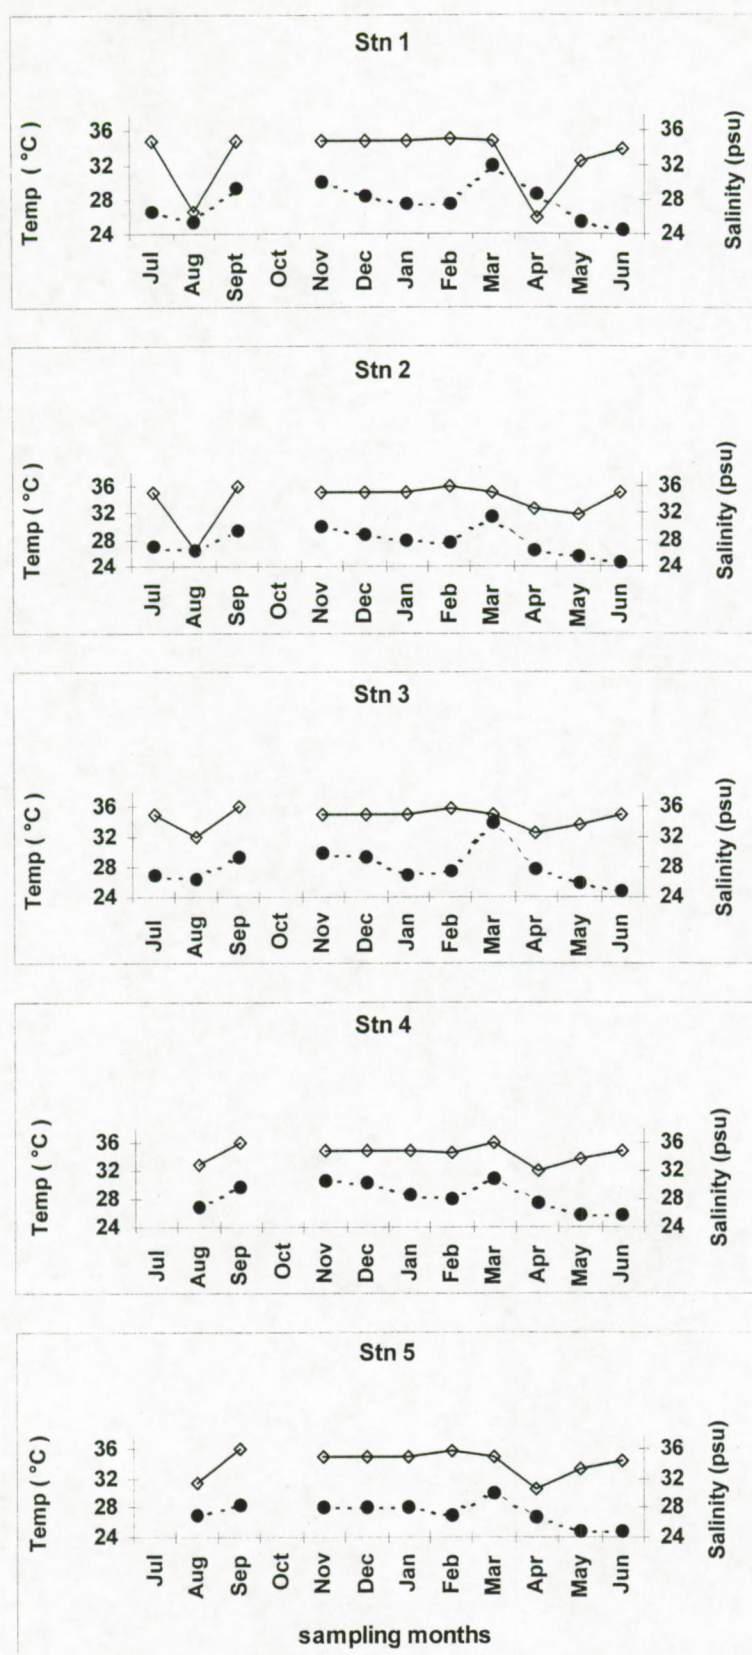 Stn 1
Temp ( °C )
36
32
28
24
36
32
28
24
Salinity (psu)
Jul
Aug
Sept
Oct
Nov
Dec
Jan
Feb
Mar
Apr
May
Jun
Stn 2
Temp ( °C )
36
32
28
24
36
32
28
24
Salinity (psu)
Jul
Aug
Sep
Oct
Nov
Dec
Jan
Feb
Mar
Apr
May
Jun
Stn 3
Temp ( °C )
36
32
28
24
36
32
28
24
Salinity (psu)
Jul
Aug
Sep
Oct
Nov
Dec
Jan
Feb
Mar
Apr
May
Jun
Stn 4
Temp ( °C )
36
32
28
24
36
32
28
24
Salinity (psu)
Jul
Aug
Sep
Oct
Nov
Dec
Jan
Feb
Mar
Apr
May
Jun
Stn 5
Temp ( °C )
36
32
28
24
36
32
28
24
Salinity (psu)
Jul
Aug
Sep
Oct
Nov
Dec
Jan
Feb
Mar
Apr
May
Jun
sampling months